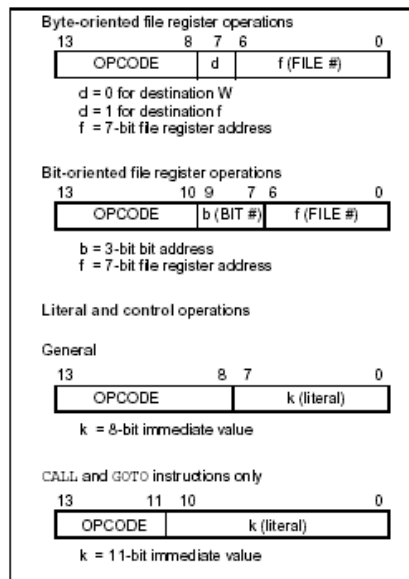 Byte-oriented file register operations
13 8 7 6 0
OPCODE d f (FILE #)
d = 0 for destination W
d = 1 for destination f
f = 7-bit file register address
Bit-oriented file register operations
13 10 9 7 6 0
OPCODE b (BIT #) f (FILE #)
b = 3-bit bit address
f = 7-bit file register address
Literal and control operations
General
13 8 7 0
OPCODE k (literal)
k = 8-bit immediate value
CALL and GOTO instructions only
13 11 10 0
OPCODE k (literal)
k = 11-bit immediate value